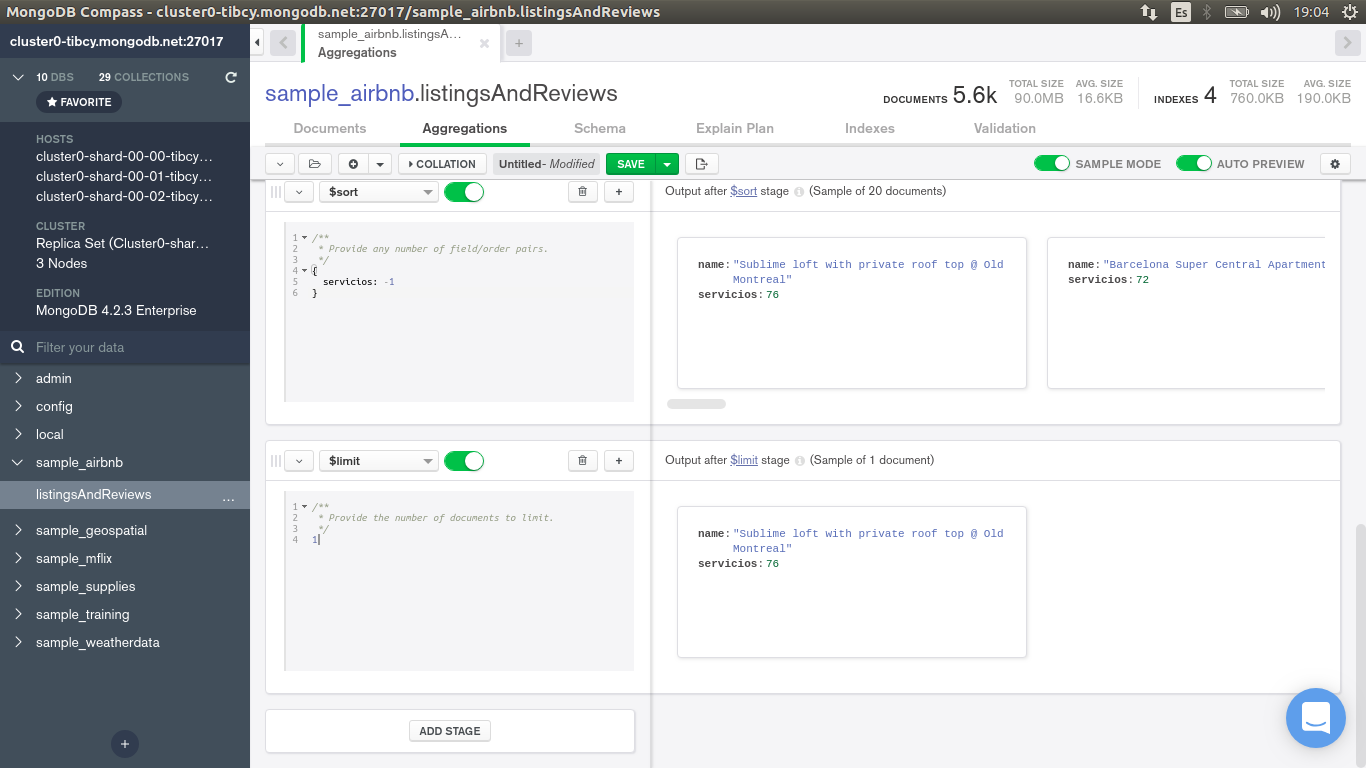 MongoDB Compass - cluster0-tibcy.mongodb.net:27017/sample_airbnb.listingsAndReviews
Es
19:04
cluster0-tibcy.mongodb.net:27017
10 DBS 29 COLLECTIONS
FAVORITE
HOSTS
cluster0-shard-00-00-tibcy...
cluster0-shard-00-01-tibcy...
cluster0-shard-00-02-tibcy...
CLUSTER
Replica Set (Cluster0-shar...
3 Nodes
EDITION
MongoDB 4.2.3 Enterprise
Filter your data
admin
config
local
sample_airbnb
listingsAndReviews ...
sample_geospatial
sample_mflix
sample_supplies
sample_training
sample_weatherdata
+
sample_airbnb.listingsA...
Aggregations
+
sample_airbnb.listingsAndReviews
DOCUMENTS 5.6k
TOTAL SIZE
90.0MB
AVG. SIZE
16.6KB
INDEXES 4
TOTAL SIZE
760.0KB
AVG. SIZE
190.0KB
Documents
Aggregations
Schema
Explain Plan
Indexes
Validation
COLLATION
Untitled- Modified
SAVE
SAMPLE MODE
AUTO PREVIEW
$sort
+
Output after $sort stage (Sample of 20 documents)
1 /**
2 * Provide any number of field/order pairs.
3 */
4 {
5 servicios: -1
6 }
name: "Sublime loft with private roof top @ Old
Montreal"
servicios: 76
name: "Barcelona Super Central Apartment
servicios: 72
$limit
+
Output after $limit stage (Sample of 1 document)
1 /**
2 * Provide the number of documents to limit.
3 */
4 1
name: "Sublime loft with private roof top @ Old
Montreal"
servicios: 76
ADD STAGE